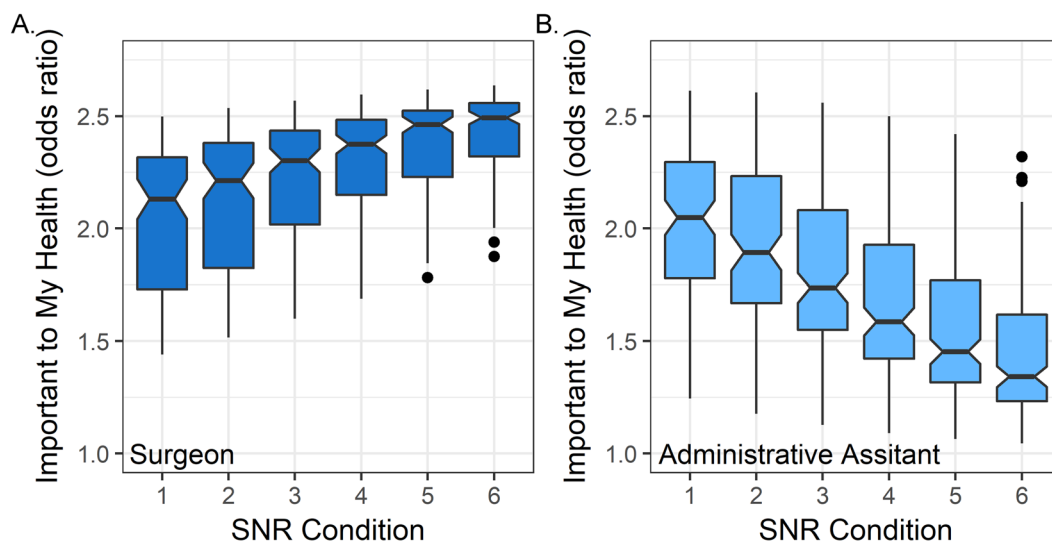 A.
Important to My Health (odds ratio)
2.5
2.0
1.5
1.0
Surgeon
1 2 3 4 5 6
SNR Condition
B.
Important to My Health (odds ratio)
2.5
2.0
1.5
1.0
Administrative Assitant
1 2 3 4 5 6
SNR Condition